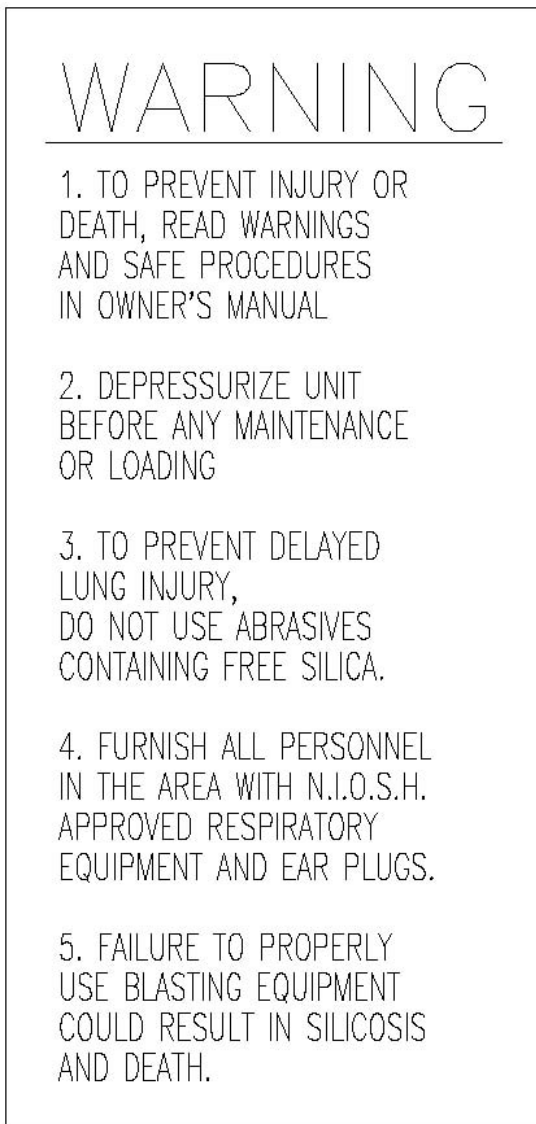 WARNING
1. TO PREVENT INJURY OR
DEATH, READ WARNINGS
AND SAFE PROCEDURES
IN OWNER'S MANUAL
2. DEPRESSURIZE UNIT
BEFORE ANY MAINTENANCE
OR LOADING
3. TO PREVENT DELAYED
LUNG INJURY,
DO NOT USE ABRASIVES
CONTAINING FREE SILICA.
4. FURNISH ALL PERSONNEL
IN THE AREA WITH N.I.O.S.H.
APPROVED RESPIRATORY
EQUIPMENT AND EAR PLUGS.
5. FAILURE TO PROPERLY
USE BLASTING EQUIPMENT
COULD RESULT IN SILICOSIS
AND DEATH.